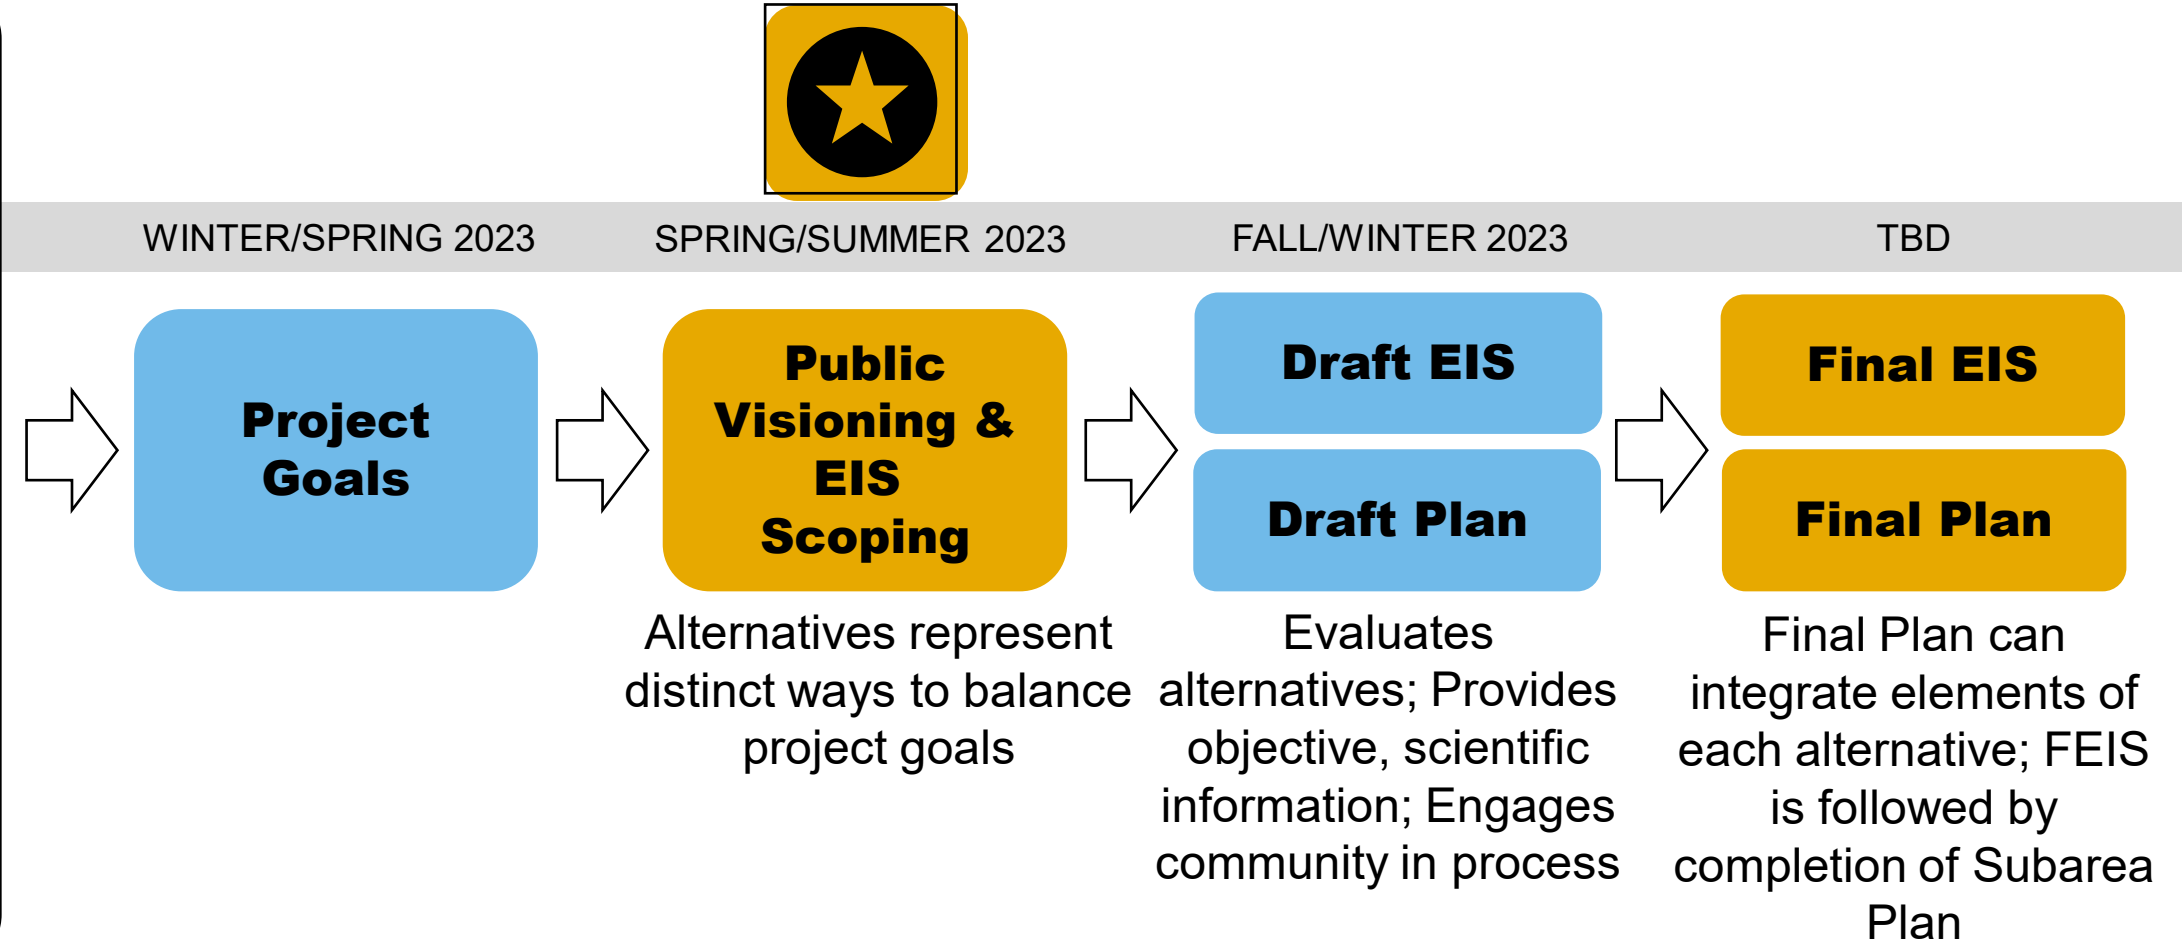 WINTER/SPRING 2023
SPRING/SUMMER 2023
FALL/WINTER 2023
TBD
Project
Goals
Public
Visioning &
EIS
Scoping
Alternatives represent
distinct ways to balance
project goals
Draft EIS
Draft Plan
Evaluates
alternatives; Provides
objective, scientific
information; Engages
community in process
Final EIS
Final Plan
Final Plan can
integrate elements of
each alternative; FEIS
is followed by
completion of Subarea
Plan